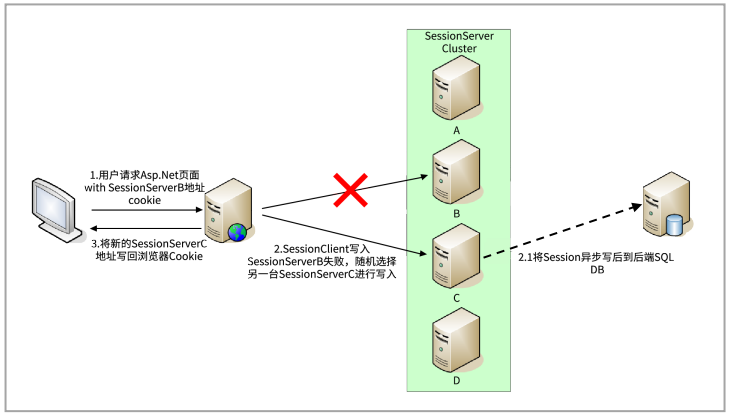 SessionServer
Cluster
A
1.用户请求Asp.Net页面
with SessionServerB地址
cookie
B
3.将新的SessionServerC
地址写回浏览器Cookie
2.SessionClient写入
SessionServerB失败，随机选择
另一台SessionServerC进行写入
2.1将Session异步写后到后端SQL
DB
C
D